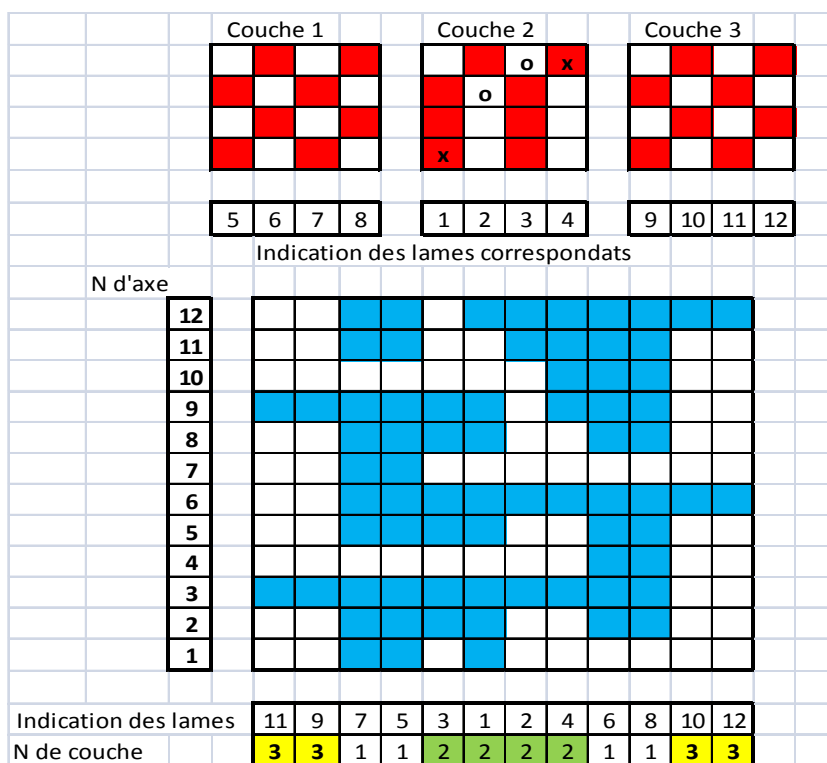 Couche 1 Couche 2 Couche 3
o x
o
x
5 6 7 8 1 2 3 4 9 10 11 12
Indication des lames correspondats
N d'axe
12
11
10
9
8
7
6
5
4
3
2
1
Indication des lames 11 9 7 5 3 1 2 4 6 8 10 12
N de couche 3 3 1 1 2 2 2 2 1 1 3 3